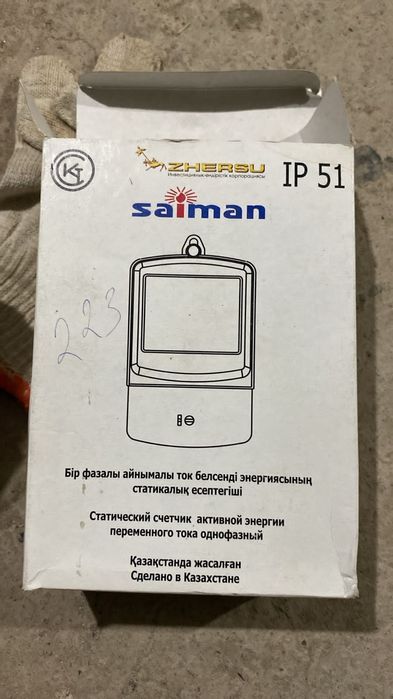 КТ
ZHERSU
Инвестициялық-өндірістік корпорациясы
IP 51
saiman
223
Бір фазалы айнымалы ток белсенді энергиясының
статикалық есептегіші
Статический счетчик активной энергии
переменного тока однофазный
Қазақстанда жасалған
Сделано в Казахстане